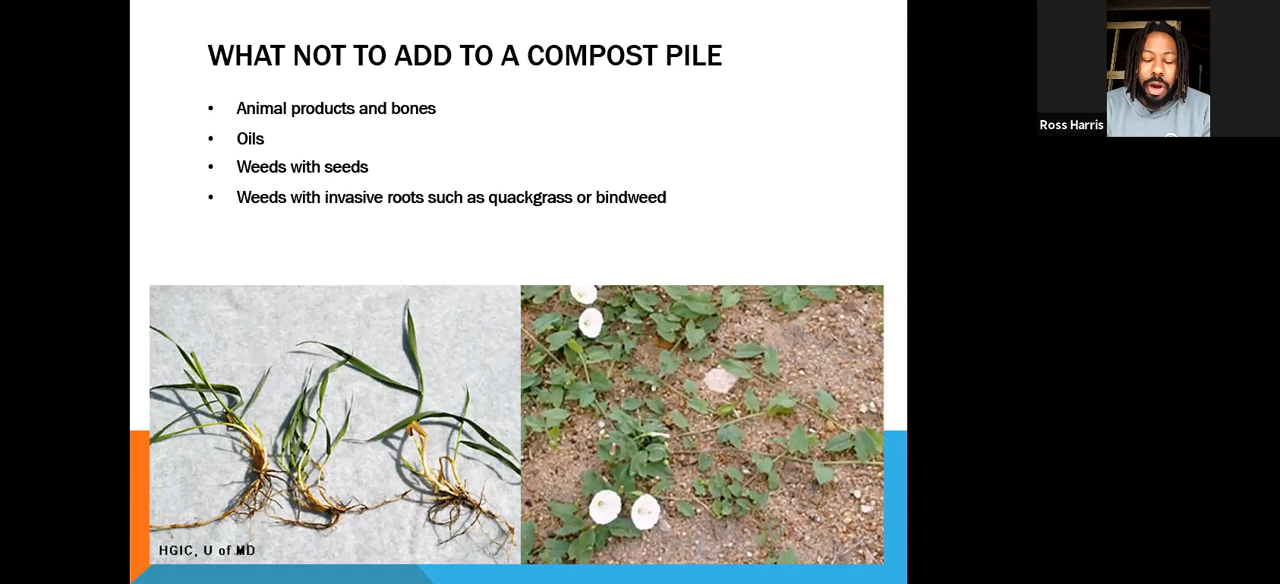 WHAT NOT TO ADD TO A COMPOST PILE
• Animal products and bones
• Oils
• Weeds with seeds
• Weeds with invasive roots such as quackgrass or bindweed
HGIC, U of MD
Ross Harris